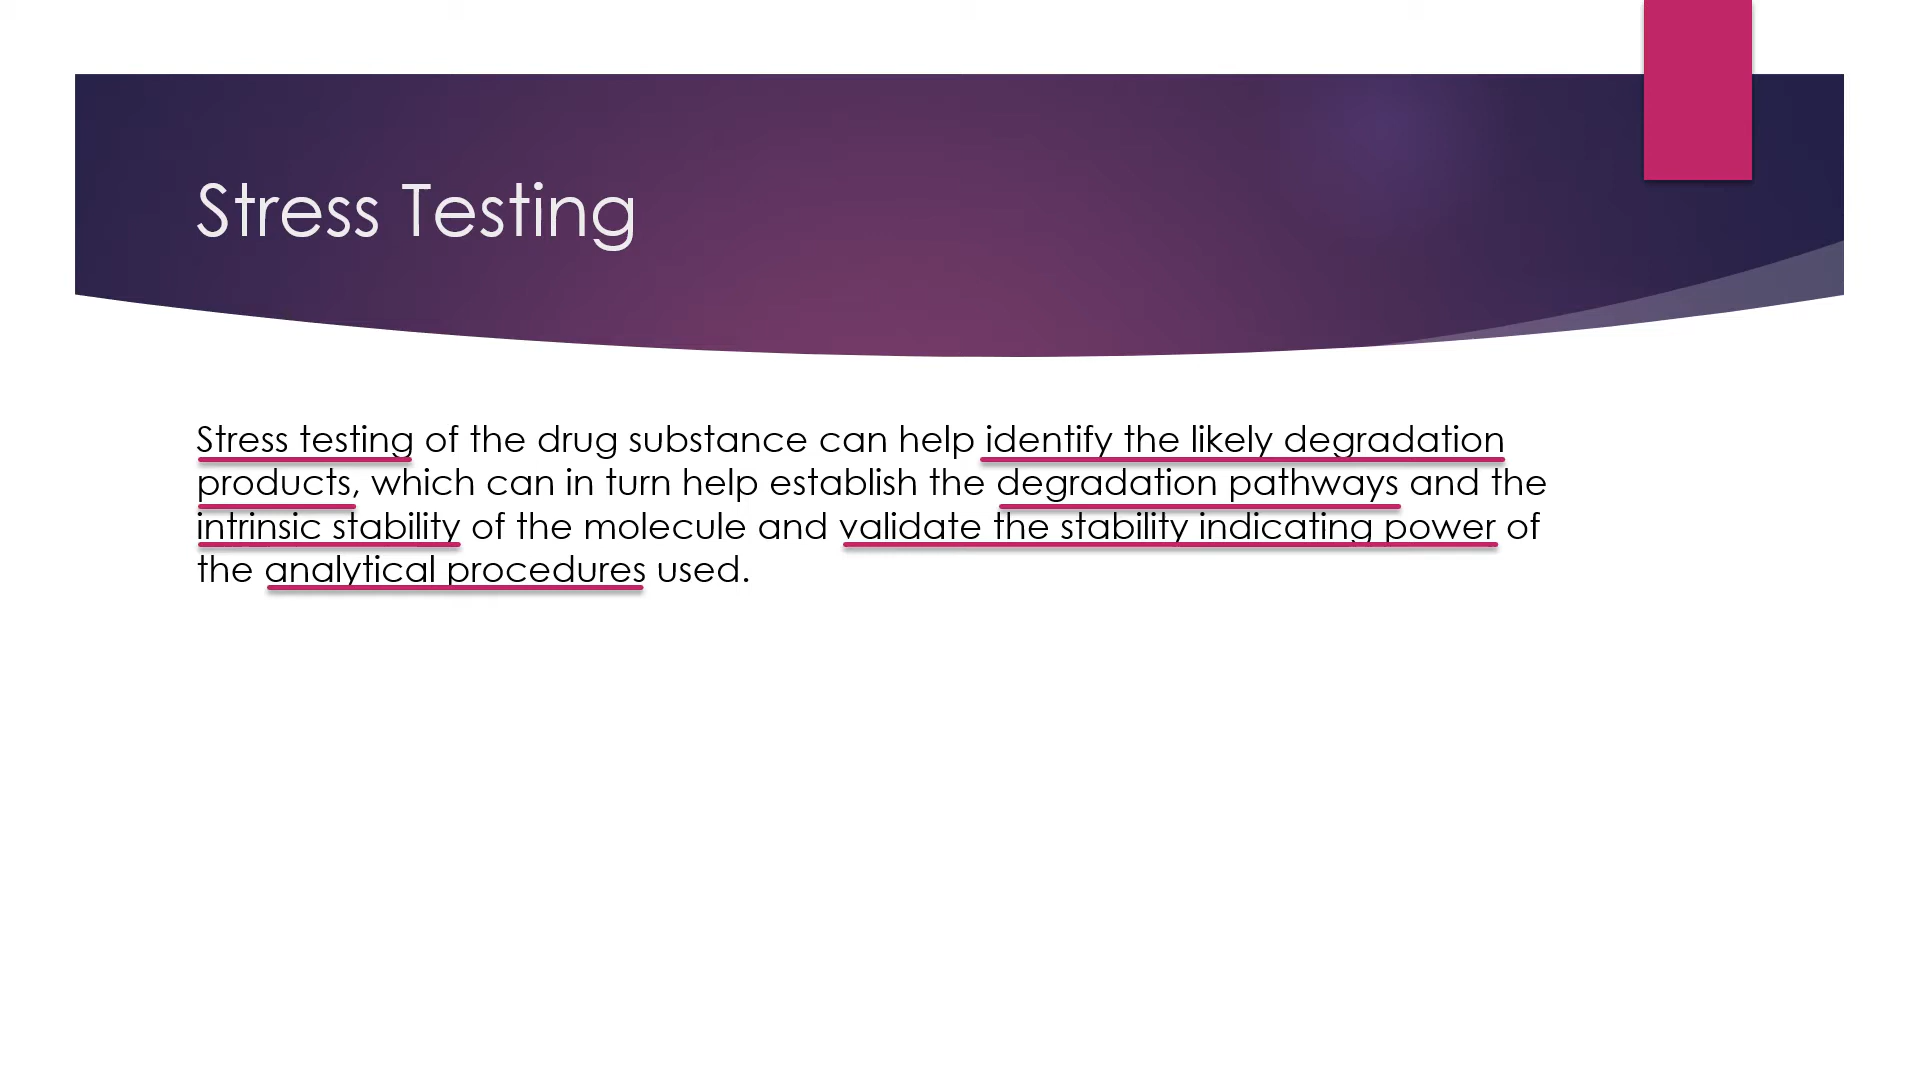 Stress Testing
Stress testing of the drug substance can help identify the likely degradation
products, which can in turn help establish the degradation pathways and the
intrinsic stability of the molecule and validate the stability indicating power of
the analytical procedures used.